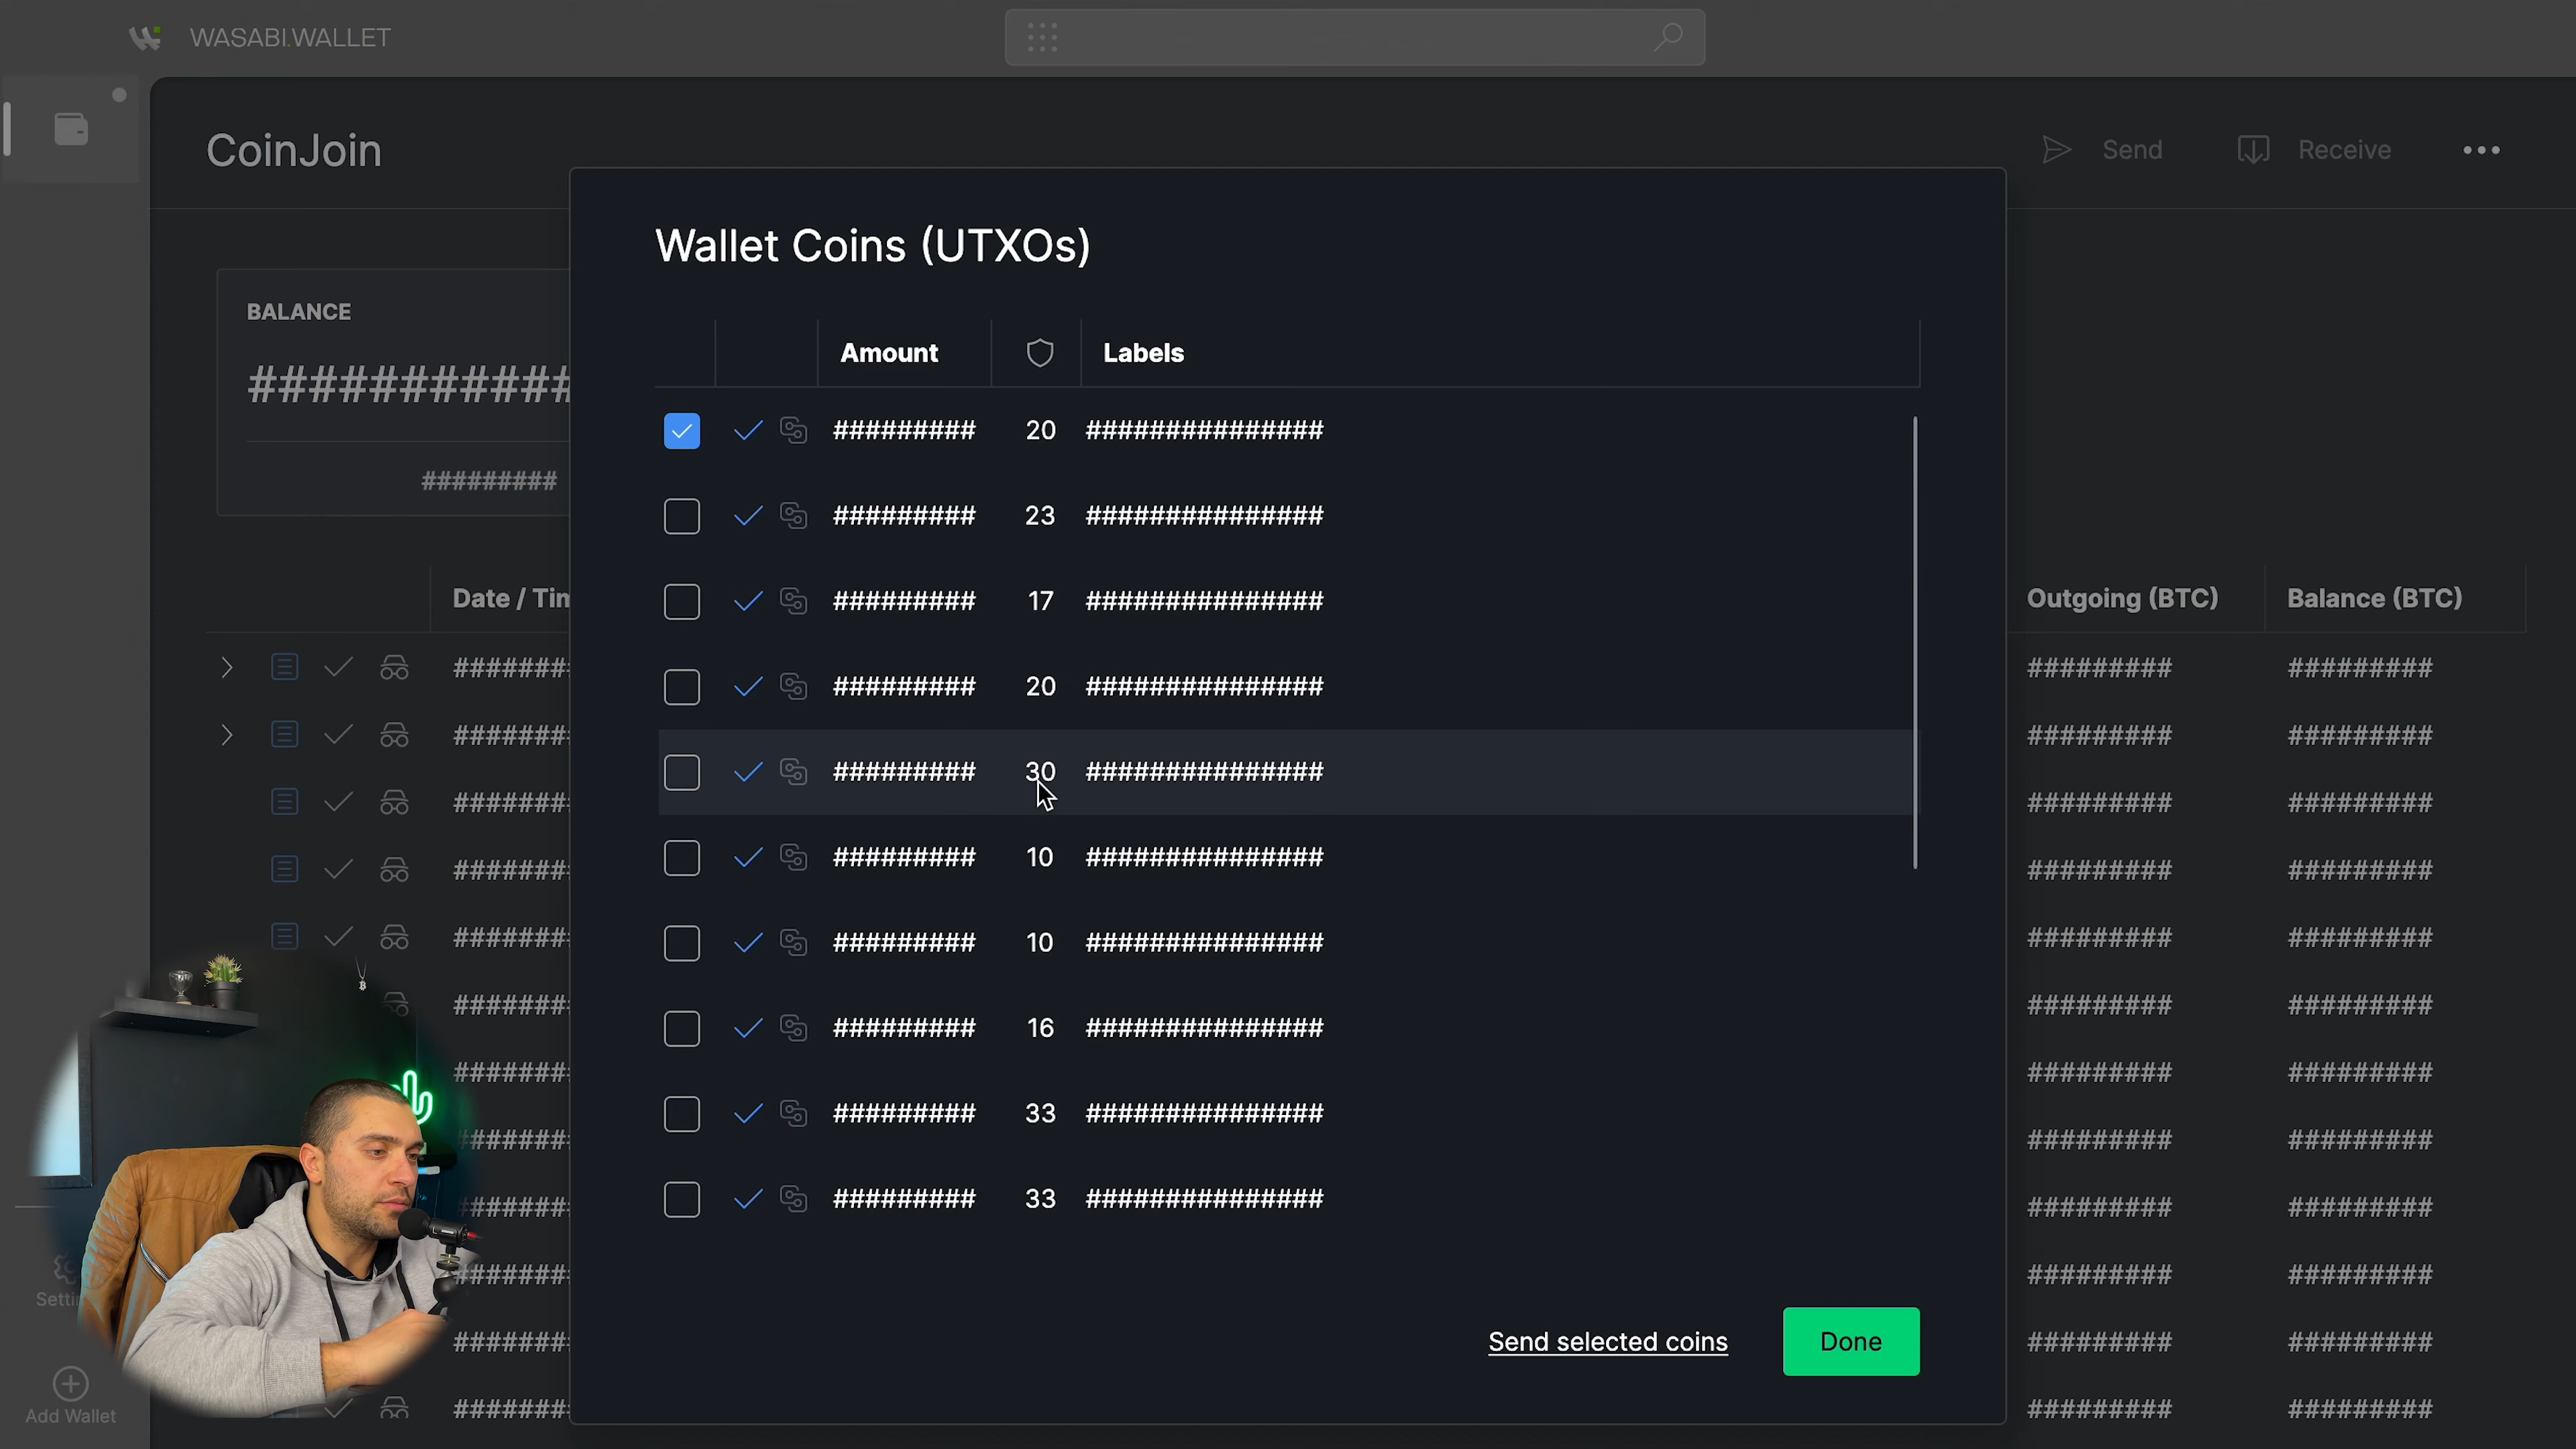 WASABI.WALLET
CoinJoin
Send
Receive
Wallet Coins (UTXOs)
BALANCE
###########
#########
Amount
Labels
######### 20 ###############
######### 23 ###############
######### 17 ###############
######### 20 ###############
######### 30 ###############
######### 10 ###############
######### 10 ###############
######### 16 ###############
######### 33 ###############
######### 33 ###############
Send selected coins
Done
Date / Tim
Outgoing (BTC)
Balance (BTC)
######## ######### #########
######## ######### #########
######## ######### #########
######## ######### #########
######## ######### #########
######## ######### #########
######## ######### #########
######## ######### #########
######## ######### #########
######## ######### #########
######## ######### #########
######## ######### #########
Add Wallet